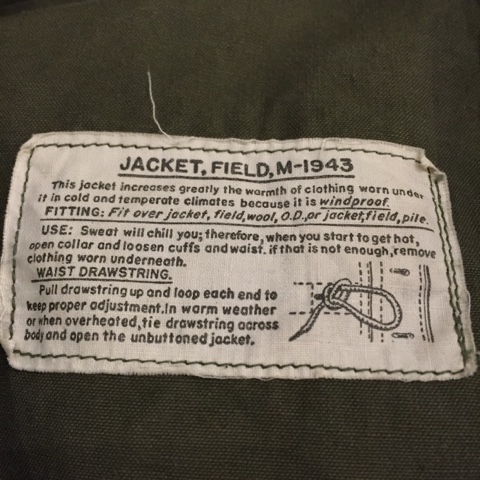 JACKET, FIELD, M-1943
This jacket increases greatly the warmth of clothing worn under
it in cold and temperate climates because it is windproof.
FITTING: Fit over jacket, field, wool, O.D., or jacket, field, pile.
USE: Sweat will chill you; therefore, when you start to get hot,
open collar and loosen cuffs and waist. if that is not enough, remove
clothing worn underneath.
WAIST DRAWSTRING.
Pull drawstring up and loop each end to
keep proper adjustment. In warm weather
or when overheated, tie drawstring across
body and open the unbuttoned jacket.